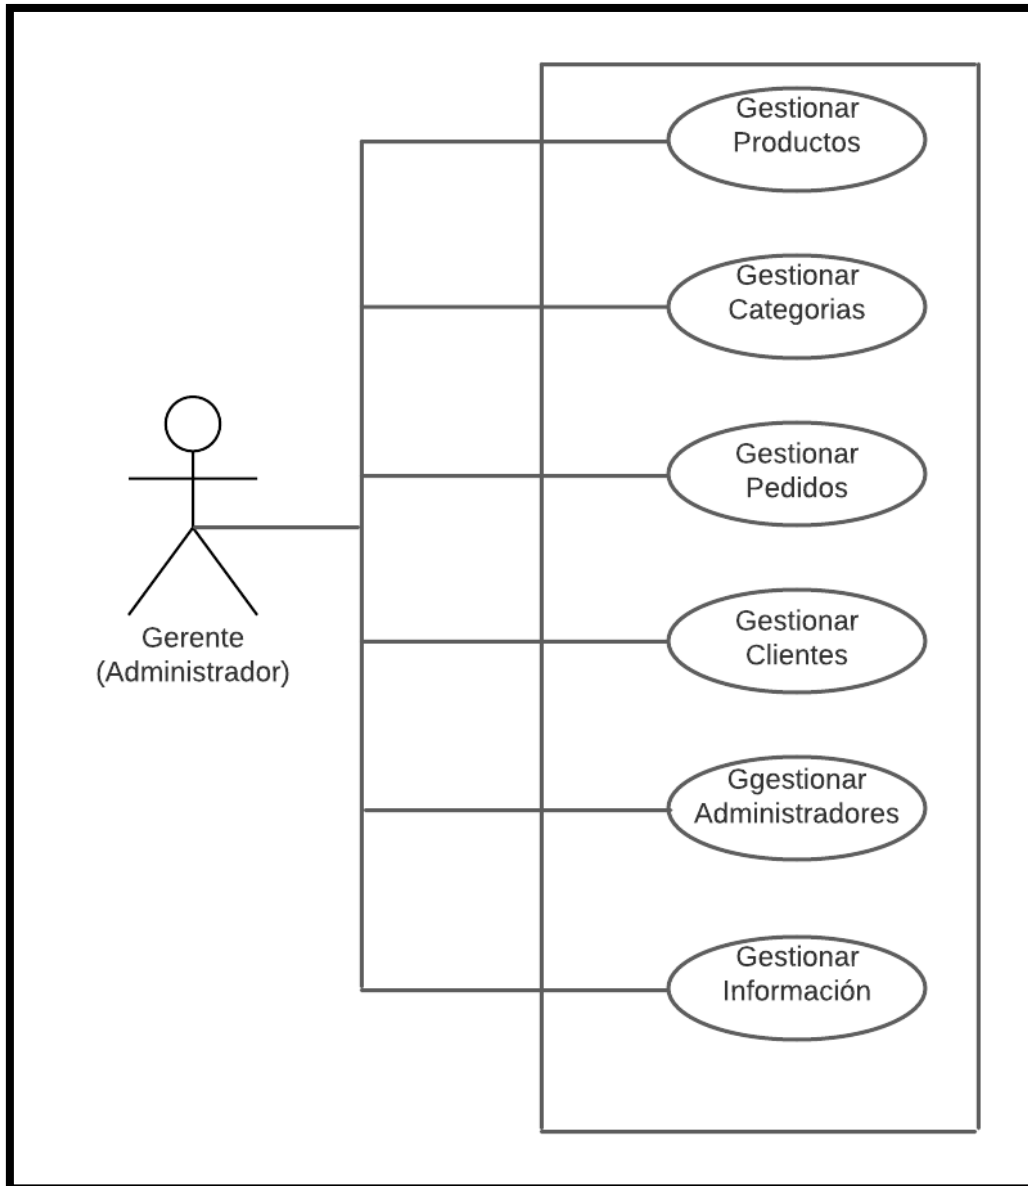 Gestionar
Productos
Gestionar
Categorias
Gestionar
Pedidos
Gerente
(Administrador)
Gestionar
Clientes
Ggestionar
Administradores
Gestionar
Información